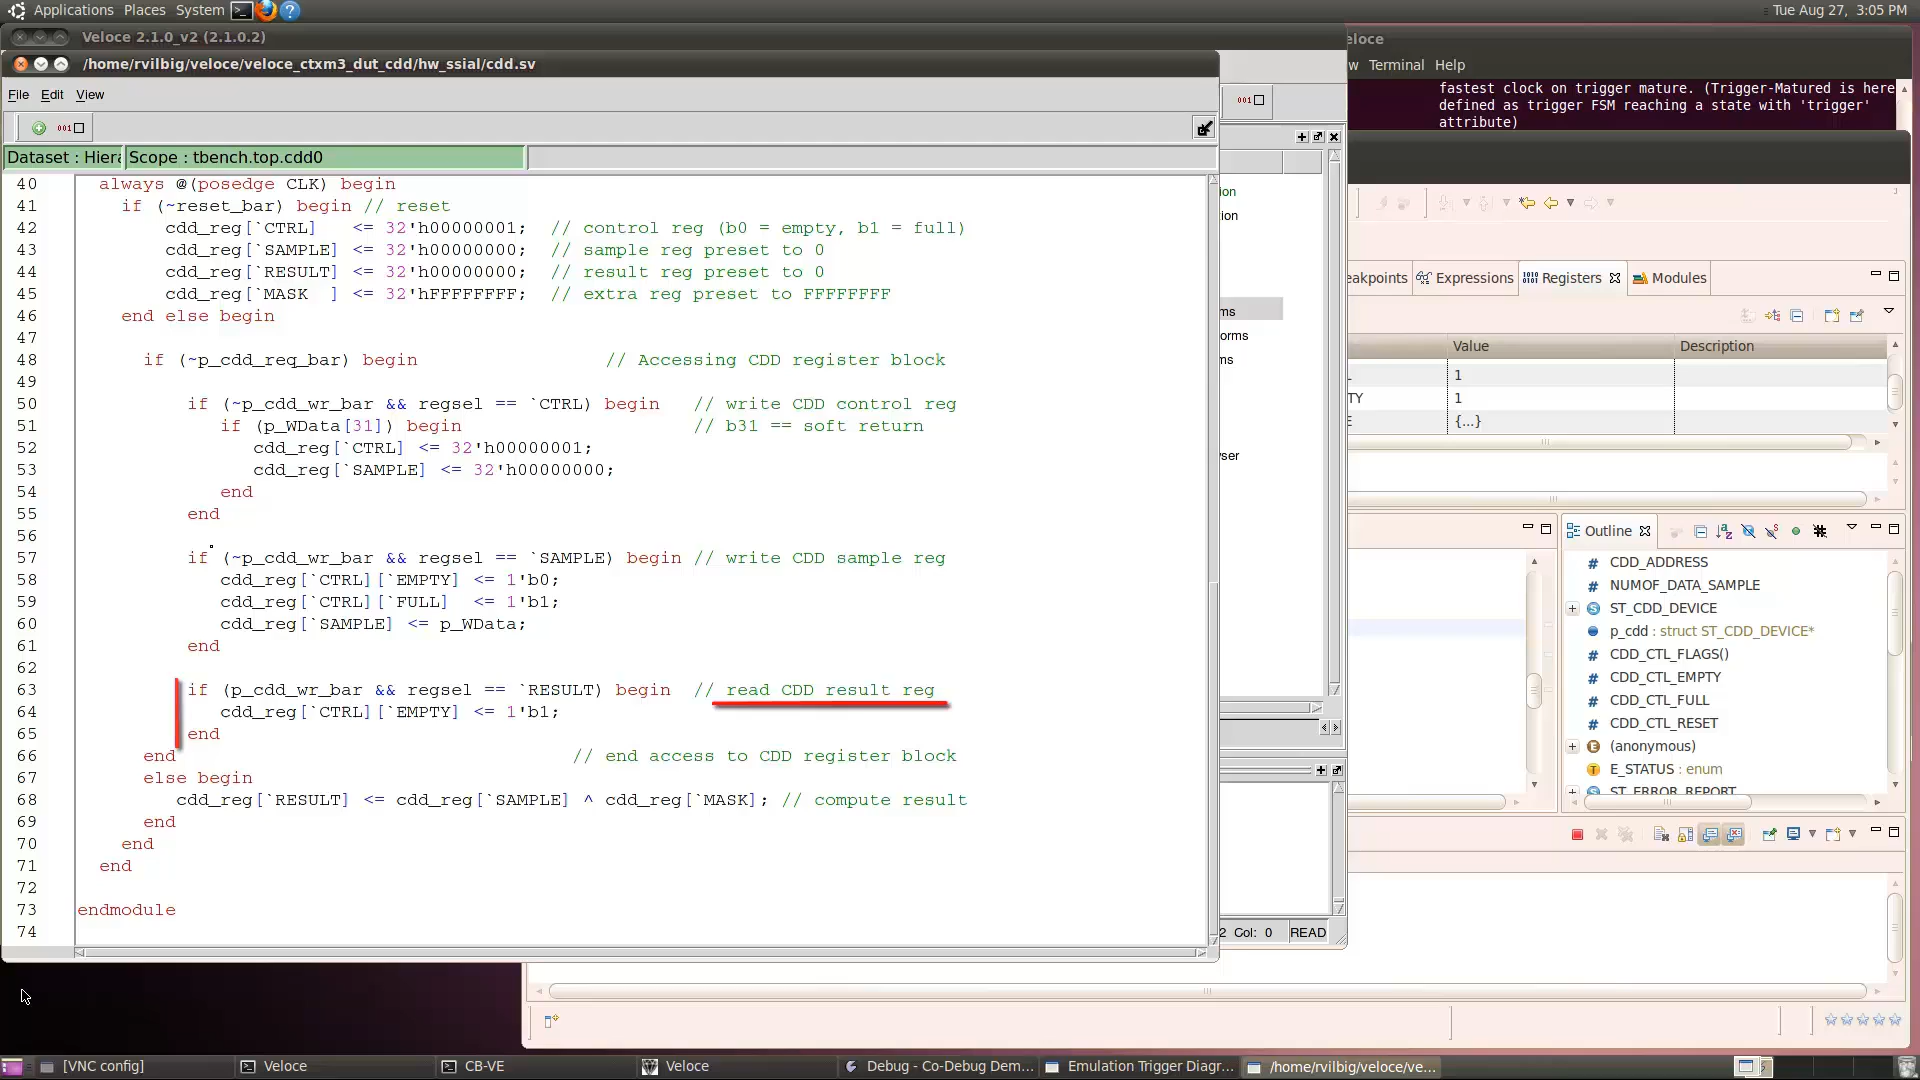 Applications Places System
Tue Aug 27, 3:05 PM
Veloce 2.1.0_v2 (2.1.0.2)
/home/rvilbig/veloce/veloce_ctxm3_dut_cdd/hw_ssial/cdd.sv
File Edit View
Dataset : Hiera Scope : tbench.top.cdd0
40 always @(posedge CLK) begin
41 if (~reset_bar) begin // reset
42 cdd_reg[`CTRL] <= 32'h00000001; // control reg (b0 = empty, b1 = full)
43 cdd_reg[`SAMPLE] <= 32'h00000000; // sample reg preset to 0
44 cdd_reg[`RESULT] <= 32'h00000000; // result reg preset to 0
45 cdd_reg[`MASK ] <= 32'hFFFFFFFF; // extra reg preset to FFFFFFFF
46 end else begin
47
48 if (~p_cdd_req_bar) begin // Accessing CDD register block
49
50 if (~p_cdd_wr_bar && regsel == `CTRL) begin // write CDD control reg
51 if (p_WData[31]) begin // b31 == soft return
52 cdd_reg[`CTRL] <= 32'h00000001;
53 cdd_reg[`SAMPLE] <= 32'h00000000;
54 end
55 end
56
57 if (~p_cdd_wr_bar && regsel == `SAMPLE) begin // write CDD sample reg
58 cdd_reg[`CTRL][`EMPTY] <= 1'b0;
59 cdd_reg[`CTRL][`FULL] <= 1'b1;
60 cdd_reg[`SAMPLE] <= p_WData;
61 end
62
63 if (p_cdd_wr_bar && regsel == `RESULT) begin // read CDD result reg
64 cdd_reg[`CTRL][`EMPTY] <= 1'b1;
65 end
66 end // end access to CDD register block
67 else begin
68 cdd_reg[`RESULT] <= cdd_reg[`SAMPLE] ^ cdd_reg[`MASK]; // compute result
69 end
70 end
71 end
72
73 endmodule
74
2 Col: 0 READ
eloce
w Terminal Help
fastest clock on trigger mature. (Trigger-Matured is here
defined as trigger FSM reaching a state with 'trigger'
attribute)
eakpoints Expressions Registers Modules
Value Description
1
TY 1
{...}
Outline
CDD_ADDRESS
NUMOF_DATA_SAMPLE
ST_CDD_DEVICE
p_cdd : struct ST_CDD_DEVICE*
CDD_CTL_FLAGS()
CDD_CTL_EMPTY
CDD_CTL_FULL
CDD_CTL_RESET
(anonymous)
E_STATUS : enum
ST_ERROR_REPORT
[VNC config] Veloce CB-VE Veloce Debug - Co-Debug Dem... Emulation Trigger Diagr... /home/rvilbig/veloce/ve...